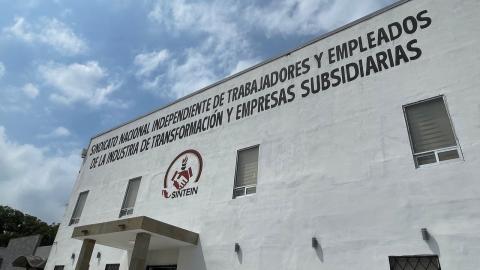 SINDICATO NACIONAL INDEPENDIENTE DE TRABAJADORES Y EMPLEADOS
DE LA INDUSTRIA DE TRANSFORMACIÓN Y EMPRESAS SUBSIDIARIAS
SINTEIN